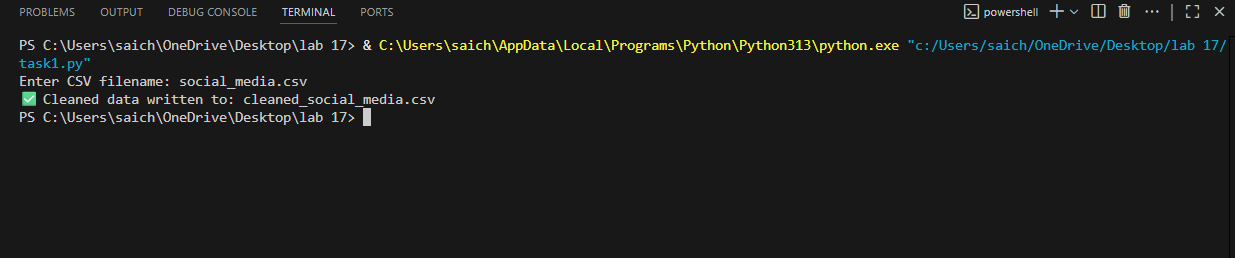 PROBLEMS OUTPUT DEBUG CONSOLE TERMINAL PORTS powershell
PS C:\Users\saich\OneDrive\Desktop\lab 17> & C:\Users\saich\AppData\Local\Programs\Python\Python313\python.exe "c:/Users/saich/OneDrive/Desktop/lab 17/
task1.py"
Enter CSV filename: social_media.csv
✅ Cleaned data written to: cleaned_social_media.csv
PS C:\Users\saich\OneDrive\Desktop\lab 17>